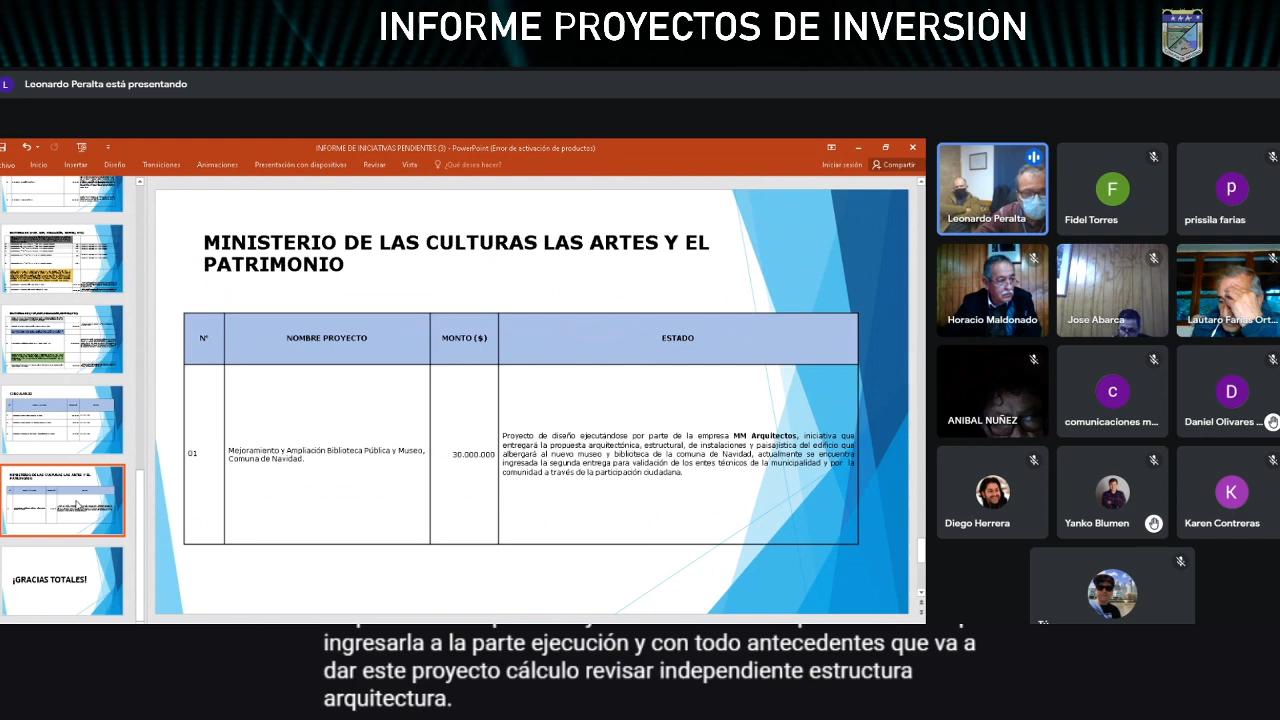 INFORME PROYECTOS DE INVERSIÓN
L
Leonardo Peralta está presentando
INFORME DE INICIATIVAS PENDIENTES (3) - PowerPoint (Error de activación de productos)
Inicio
Insertar
Diseño
Transiciones
Animaciones
Presentación con diapositivas
Revisar
Vista
¿Qué desea hacer?
Iniciar sesión
Compartir
MINISTERIO DE LAS CULTURAS LAS ARTES Y EL
PATRIMONIO
N°
NOMBRE PROYECTO
MONTO ($)
ESTADO
01
Mejoramiento y Ampliación Biblioteca Pública y Museo,
Comuna de Navidad.
30.000.000
Proyecto de diseño ejecutándose por parte de la empresa MM Arquitectos, iniciativa que
entregará la propuesta arquitectónica, estructural, de instalaciones y paisajística del edificio que
albergará al nuevo museo y biblioteca de la comuna de Navidad, actualmente se encuentra
ingresada la segunda entrega para validación de los entes técnicos de la municipalidad y por la
comunidad a través de la participación ciudadana.
¡GRACIAS TOTALES!
Leonardo Peralta
F
Fidel Torres
p
prissila farias
Horacio Maldonado
Jose Abarca
Lautaro Farias Ort...
ANIBAL NUÑEZ
c
comunicaciones m...
D
Daniel Olivares ...
Diego Herrera
Yanko Blumen
K
Karen Contreras
ingresarla a la parte ejecución y con todo antecedentes que va a
dar este proyecto cálculo revisar independiente estructura
arquitectura.